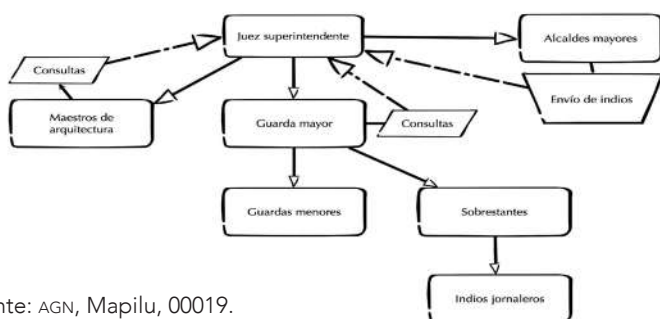 Juez superintendente
Alcaldes mayores
Consultas
Maestros de
arquitectura
Guarda mayor
Consultas
Envío de indios
Guardas menores
Sobrestantes
Indios jornaleros
nte: AGN, Mapilu, 00019.